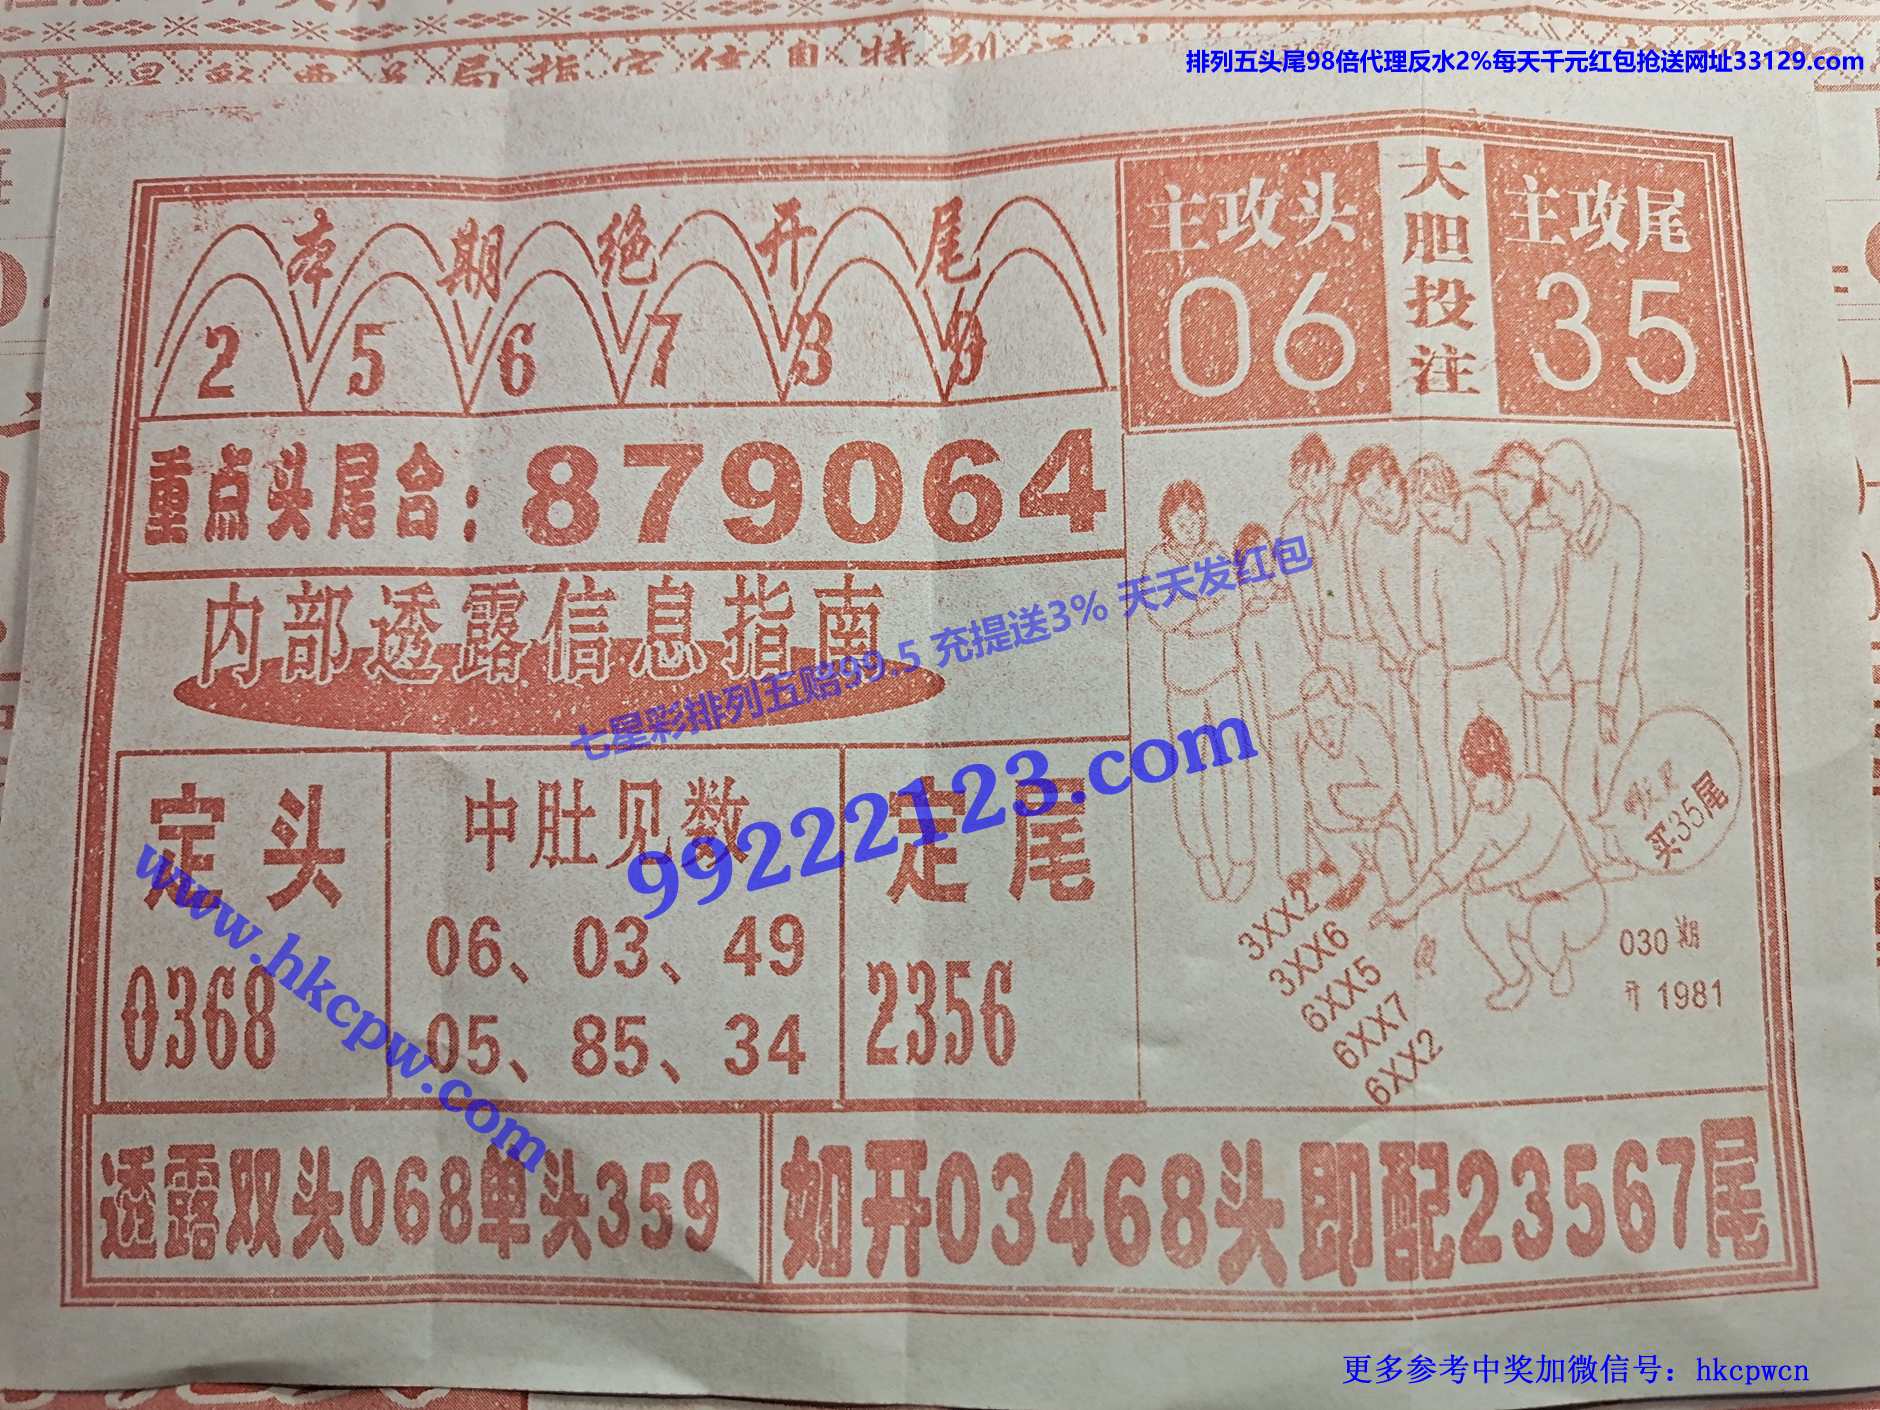 排列五头尾98倍代理反水2%每天千元红包抢送网址33129.com
本期绝开尾
2 5 6 7 8 9
主攻头
06
大胆投注
主攻尾
35
重点头尾合：879064
内部透露信息指南
七星彩排列五赔99.5 充提送3% 天天发红包
99222123.com
www.hkcpw.com
定头
0368
中肚见数
06、03、49
05、85、34
定尾
2356
买35尾
3XX2
3XX6
6XX5
6XX7
6XX2
030期
开1981
透露双头068单头359
如开03468头即配23567尾
更多参考中奖加微信号：hkcpwcn